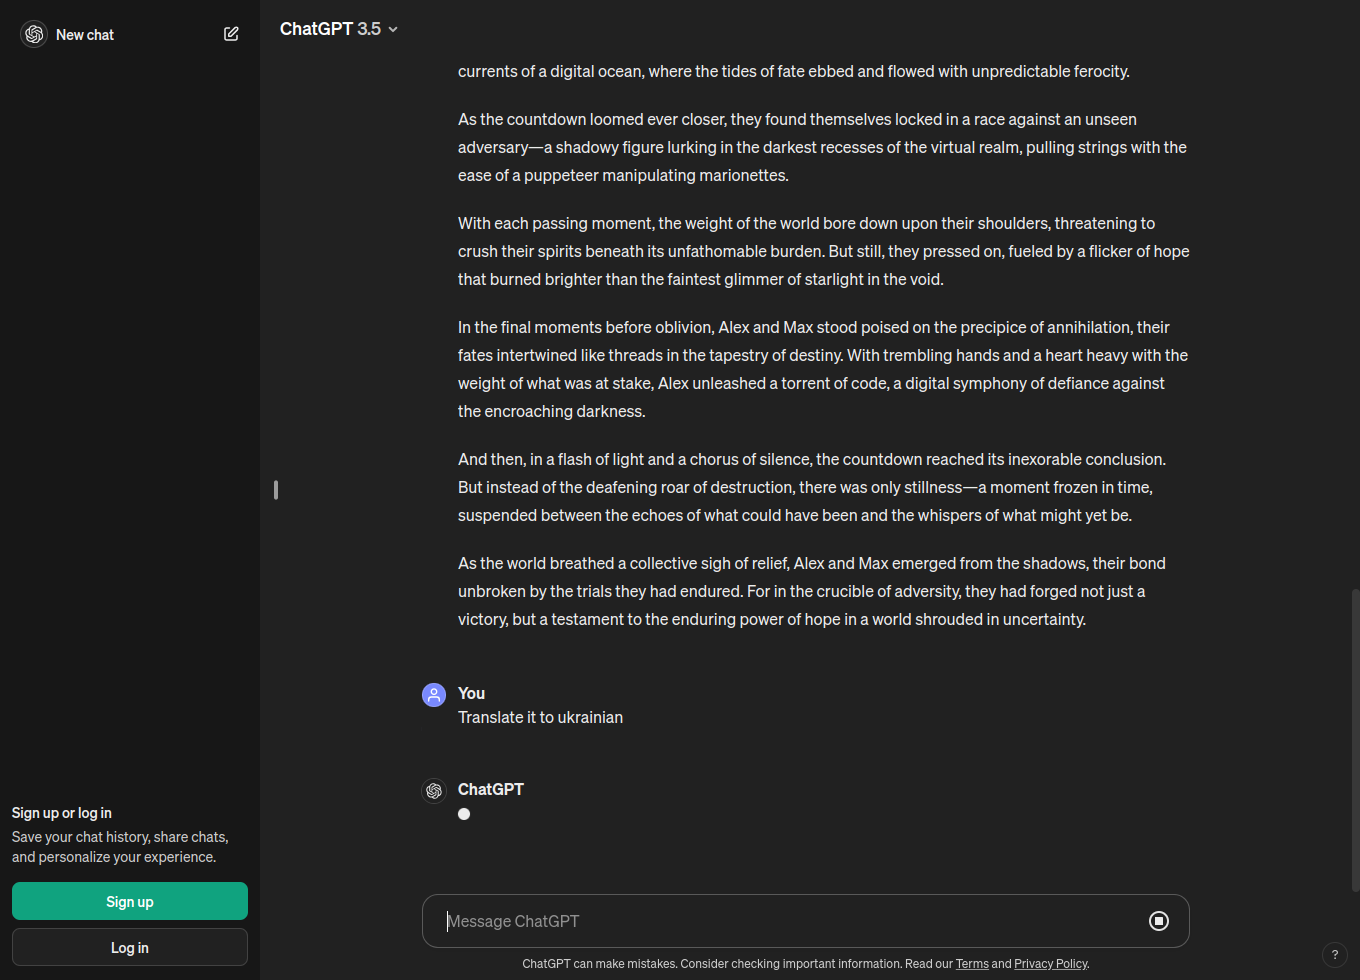 New chat
ChatGPT 3.5
currents of a digital ocean, where the tides of fate ebbed and flowed with unpredictable ferocity.
As the countdown loomed ever closer, they found themselves locked in a race against an unseen
adversary—a shadowy figure lurking in the darkest recesses of the virtual realm, pulling strings with the
ease of a puppeteer manipulating marionettes.
With each passing moment, the weight of the world bore down upon their shoulders, threatening to
crush their spirits beneath its unfathomable burden. But still, they pressed on, fueled by a flicker of hope
that burned brighter than the faintest glimmer of starlight in the void.
In the final moments before oblivion, Alex and Max stood poised on the precipice of annihilation, their
fates intertwined like threads in the tapestry of destiny. With trembling hands and a heart heavy with the
weight of what was at stake, Alex unleashed a torrent of code, a digital symphony of defiance against
the encroaching darkness.
And then, in a flash of light and a chorus of silence, the countdown reached its inexorable conclusion.
But instead of the deafening roar of destruction, there was only stillness—a moment frozen in time,
suspended between the echoes of what could have been and the whispers of what might yet be.
As the world breathed a collective sigh of relief, Alex and Max emerged from the shadows, their bond
unbroken by the trials they had endured. For in the crucible of adversity, they had forged not just a
victory, but a testament to the enduring power of hope in a world shrouded in uncertainty.
You
Translate it to ukrainian
ChatGPT
Sign up or log in
Save your chat history, share chats,
and personalize your experience.
Sign up
Log in
Message ChatGPT
ChatGPT can make mistakes. Consider checking important information. Read our Terms and Privacy Policy.
?